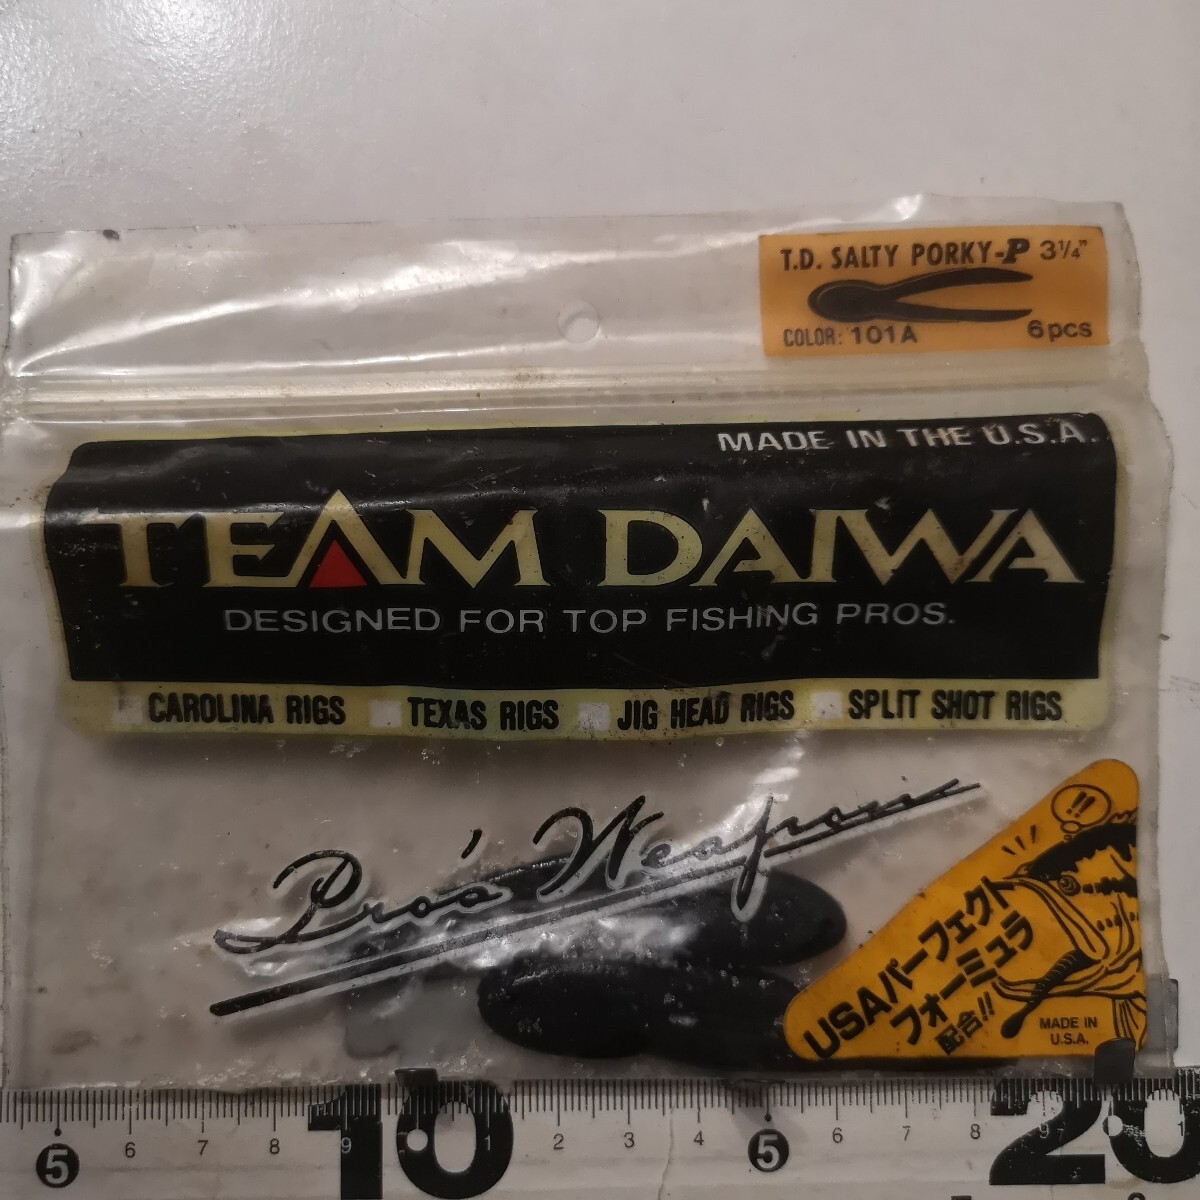 T.D. SALTY PORKY-P 3 1/4"
COLOR: 101A 6pcs
MADE IN THE U.S.A.
TEAM DAIWA
DESIGNED FOR TOP FISHING PROS.
CAROLINA RIGS TEXAS RIGS JIG HEAD RIGS SPLIT SHOT RIGS
Pro's Weapon
!!
USAパーフェクト
フォーミュラ
配合!!
MADE IN
U.S.A.
5 6 7 8 9 10 1 2 3 4 5 6 7 8 9 20